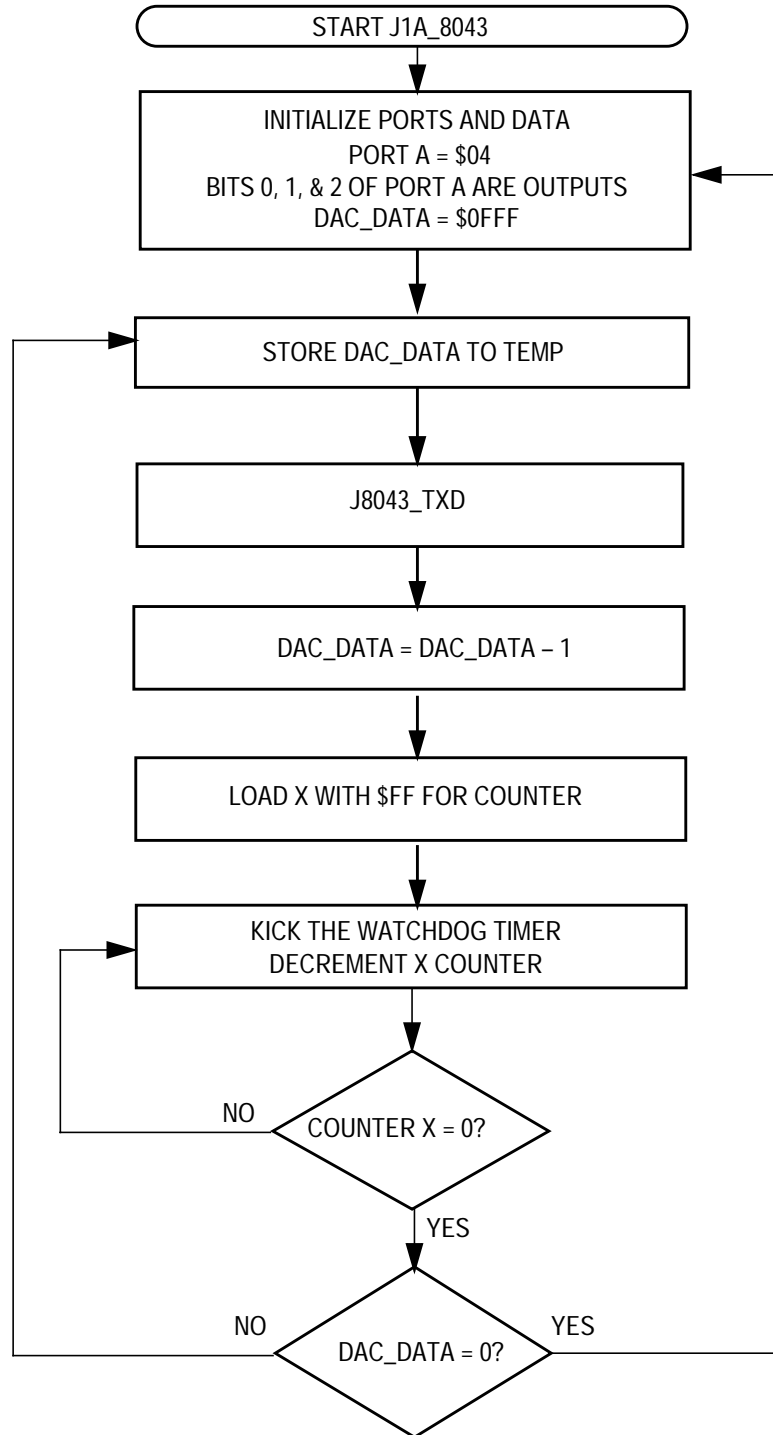 START J1A_8043
INITIALIZE PORTS AND DATA
PORT A = $04
BITS 0, 1, & 2 OF PORT A ARE OUTPUTS
DAC_DATA = $0FFF
STORE DAC_DATA TO TEMP
J8043_TXD
DAC_DATA = DAC_DATA – 1
LOAD X WITH $FF FOR COUNTER
KICK THE WATCHDOG TIMER
DECREMENT X COUNTER
NO
COUNTER X = 0?
YES
NO
YES
DAC_DATA = 0?